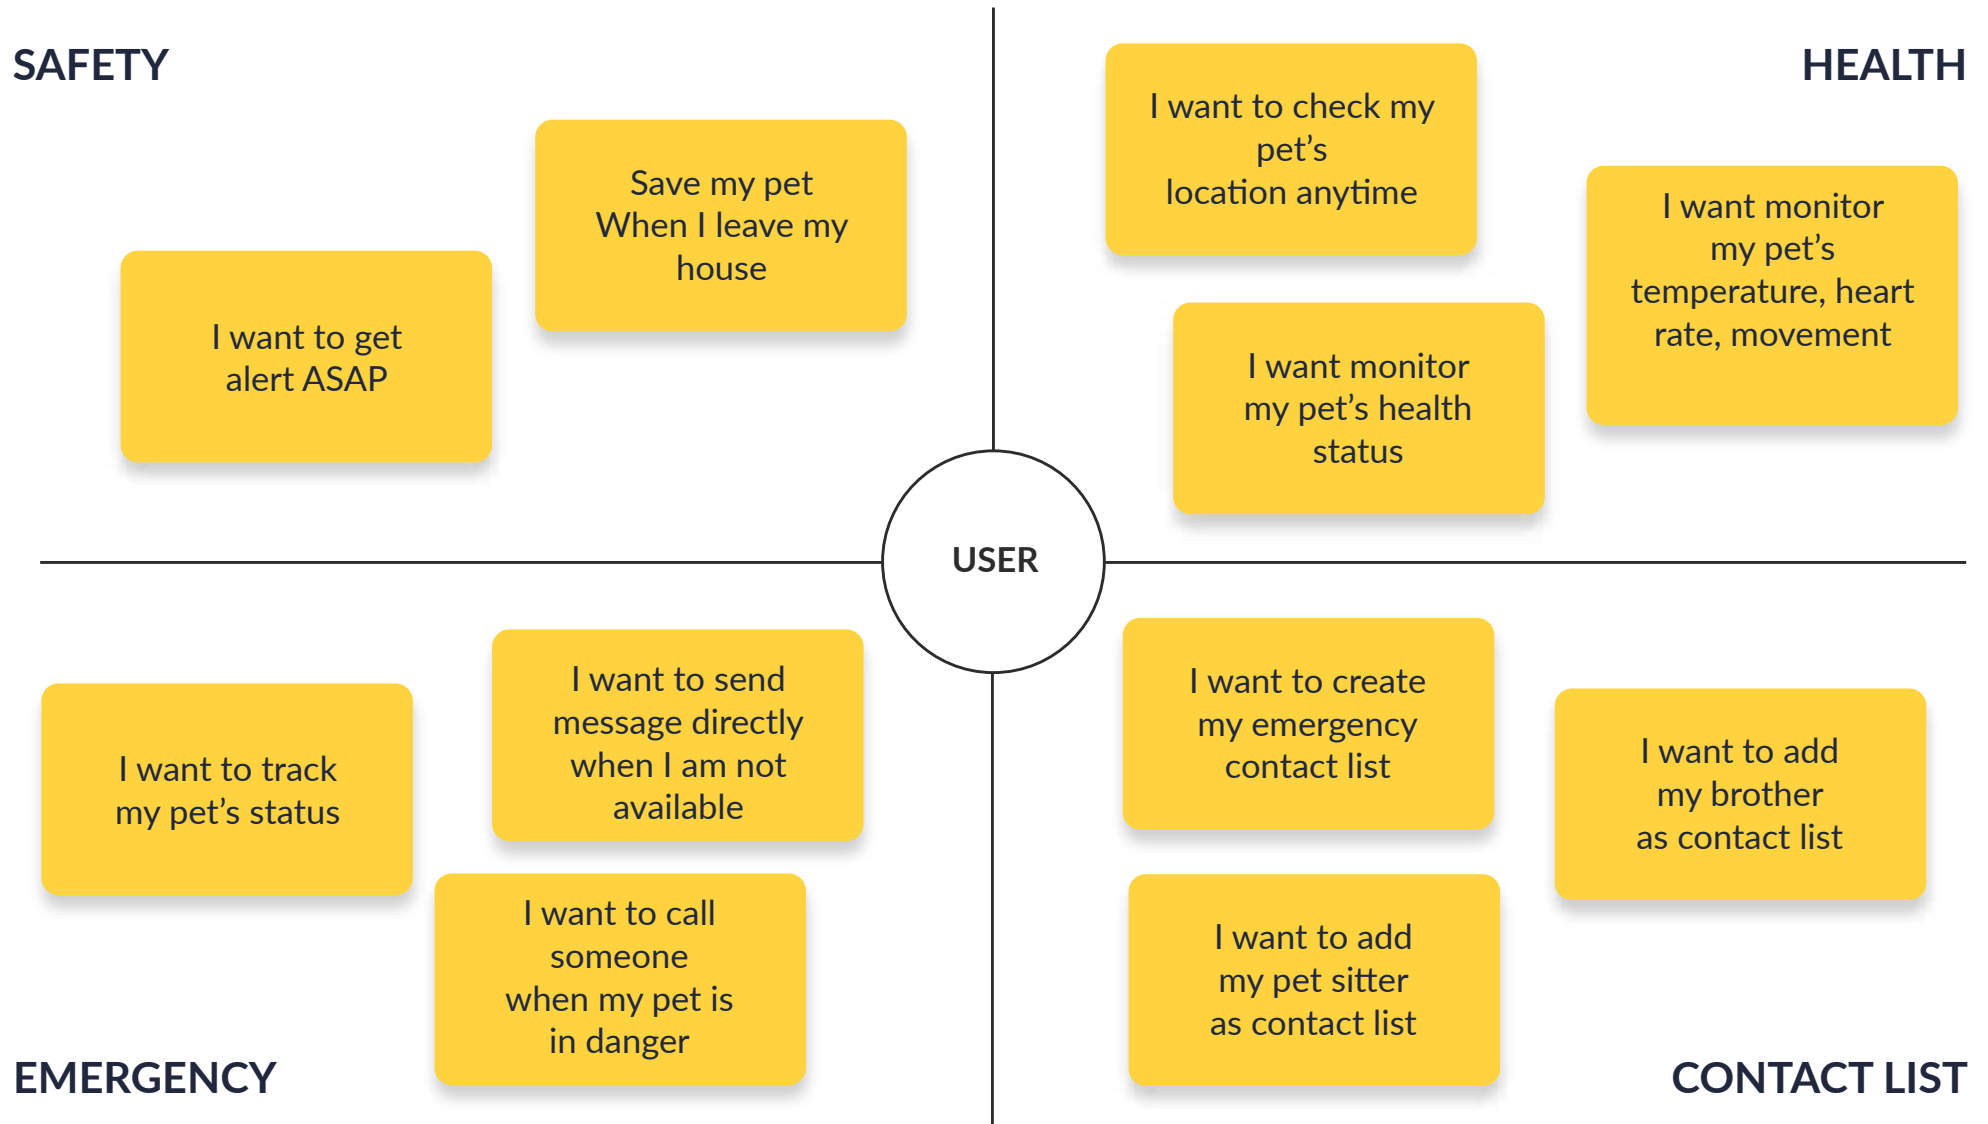 SAFETY
Save my pet
When I leave my
house
I want to get
alert ASAP
HEALTH
I want to check my
pet’s
location anytime
I want monitor
my pet’s
temperature, heart
rate, movement
I want monitor
my pet’s health
status
USER
I want to send
message directly
when I am not
available
I want to track
my pet’s status
I want to call
someone
when my pet is
in danger
EMERGENCY
I want to create
my emergency
contact list
I want to add
my brother
as contact list
I want to add
my pet sitter
as contact list
CONTACT LIST